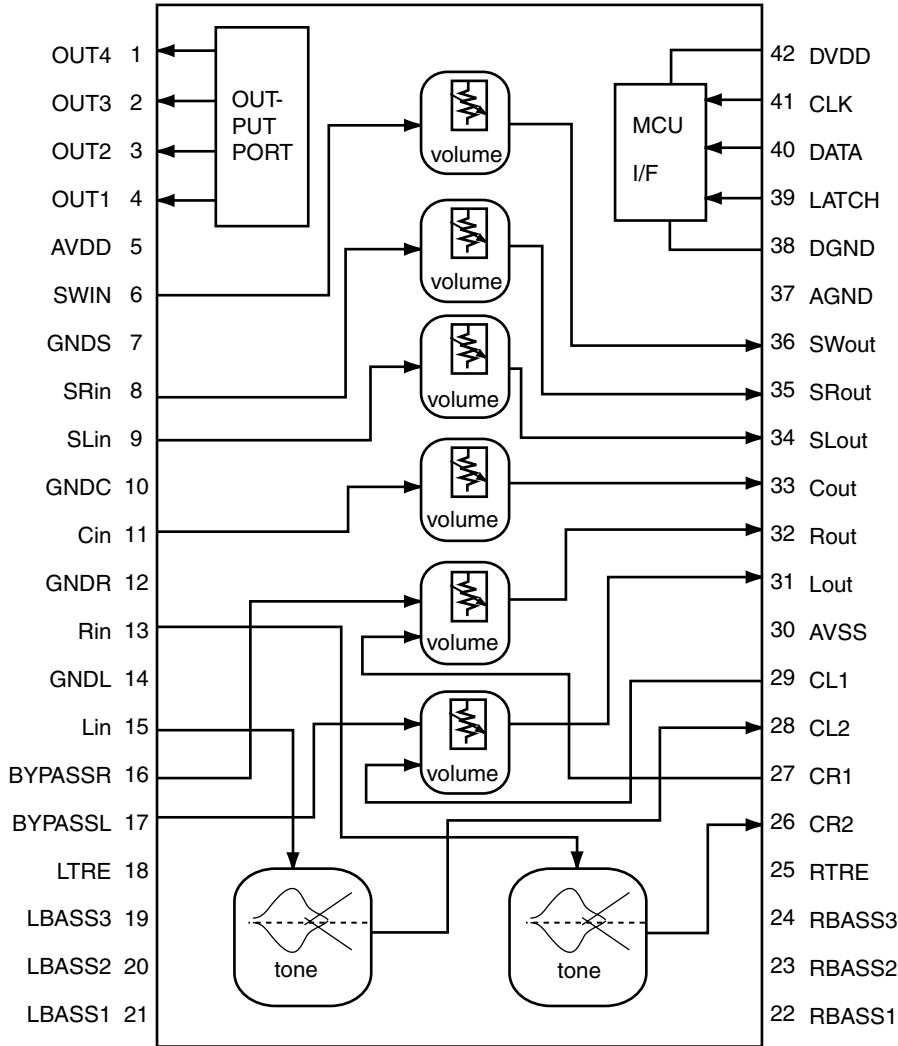 OUT4 1
OUT3 2
OUT2 3
OUT1 4
AVDD 5
SWIN 6
GNDS 7
SRin 8
SLin 9
GNDC 10
Cin 11
GNDR 12
Rin 13
GNDL 14
Lin 15
BYPASSR 16
BYPASSL 17
LTRE 18
LBASS3 19
LBASS2 20
LBASS1 21
OUT-
PUT
PORT
volume
volume
volume
volume
volume
volume
tone
tone
MCU
I/F
42 DVDD
41 CLK
40 DATA
39 LATCH
38 DGND
37 AGND
36 SWout
35 SRout
34 SLout
33 Cout
32 Rout
31 Lout
30 AVSS
29 CL1
28 CL2
27 CR1
26 CR2
25 RTRE
24 RBASS3
23 RBASS2
22 RBASS1